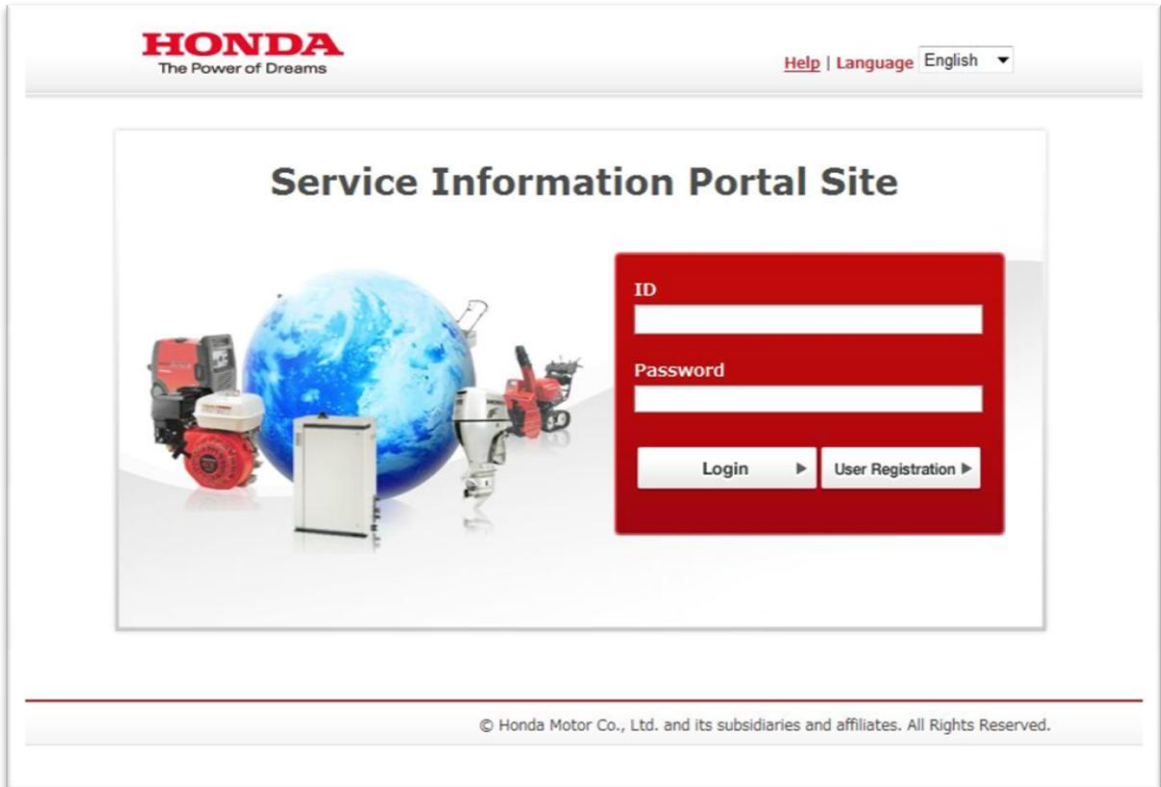 HONDA
The Power of Dreams
Help | Language English
Service Information Portal Site
ID
Password
Login
User Registration
© Honda Motor Co., Ltd. and its subsidiaries and affiliates. All Rights Reserved.